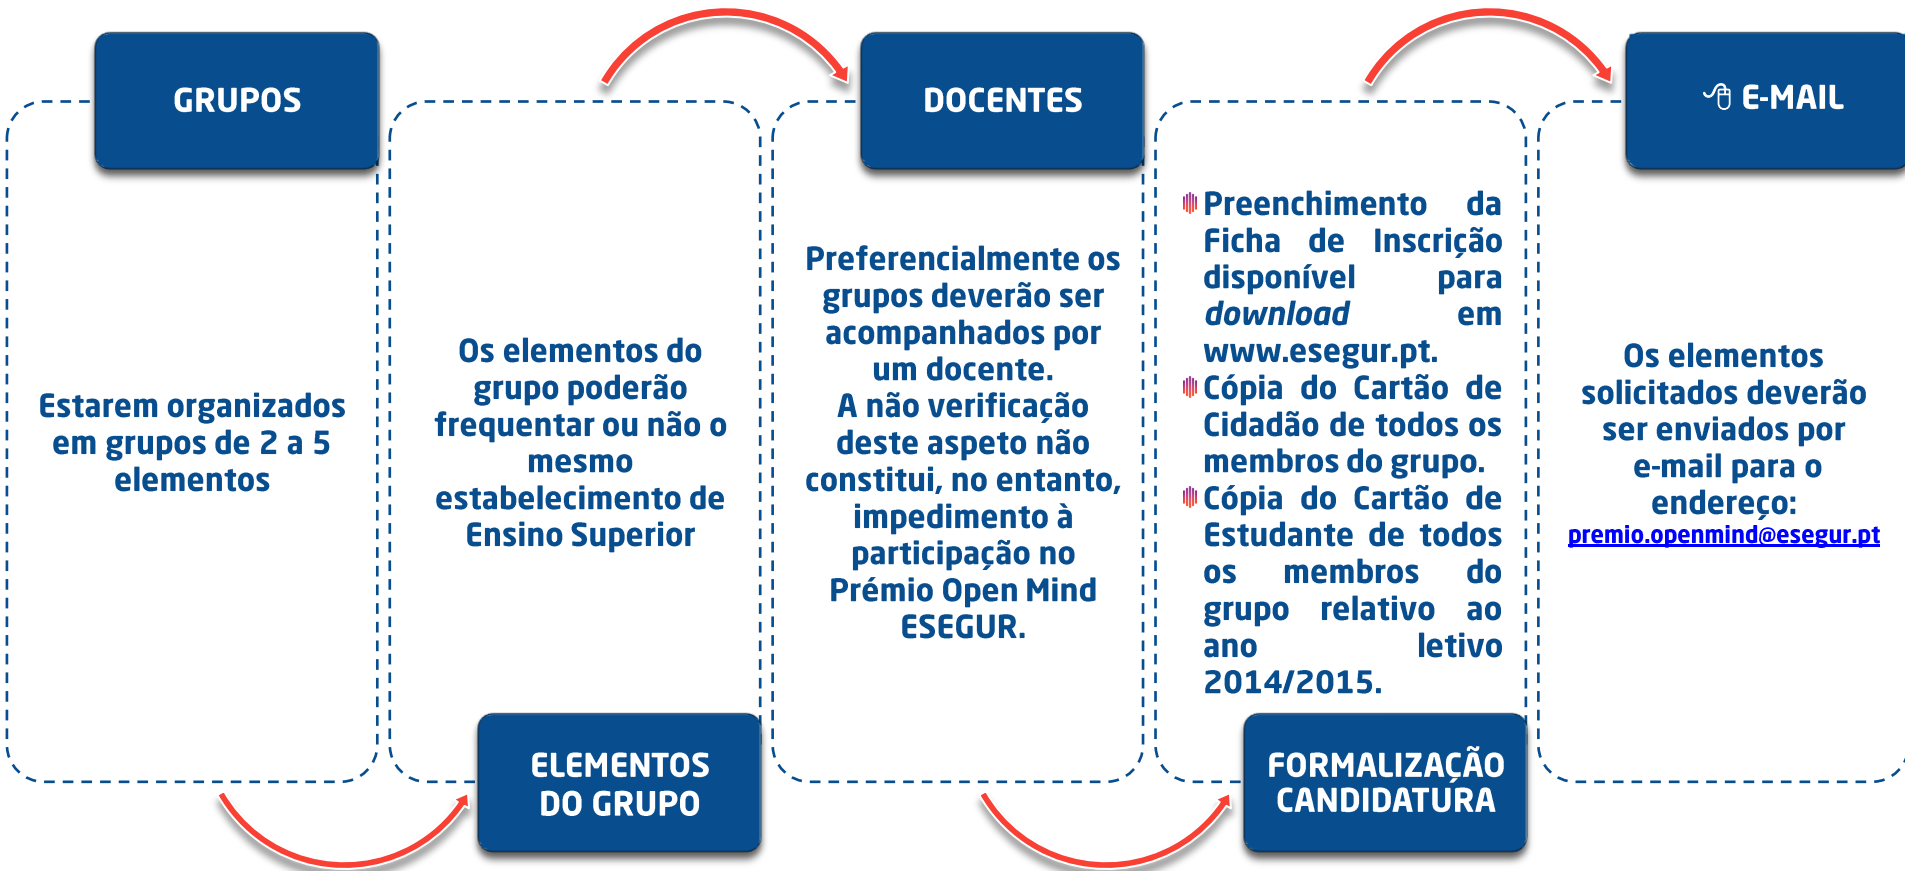 GRUPOS
Estarem organizados
em grupos de 2 a 5
elementos
Os elementos do
grupo poderão
frequentar ou não o
mesmo
estabelecimento de
Ensino Superior
ELEMENTOS
DO GRUPO
DOCENTES
Preferencialmente os
grupos deverão ser
acompanhados por
um docente.
A não verificação
deste aspeto não
constitui, no entanto,
impedimento à
participação no
Prémio Open Mind
ESEGUR.
Preenchimento da
Ficha de Inscrição
disponível para
download em
www.esegur.pt.
Cópia do Cartão de
Cidadão de todos os
membros do grupo.
Cópia do Cartão de
Estudante de todos
os membros do
grupo relativo ao
ano letivo
2014/2015.
FORMALIZAÇÃO
CANDIDATURA
E-MAIL
Os elementos
solicitados deverão
ser enviados por
e-mail para o
endereço:
premio.openmind@esegur.pt